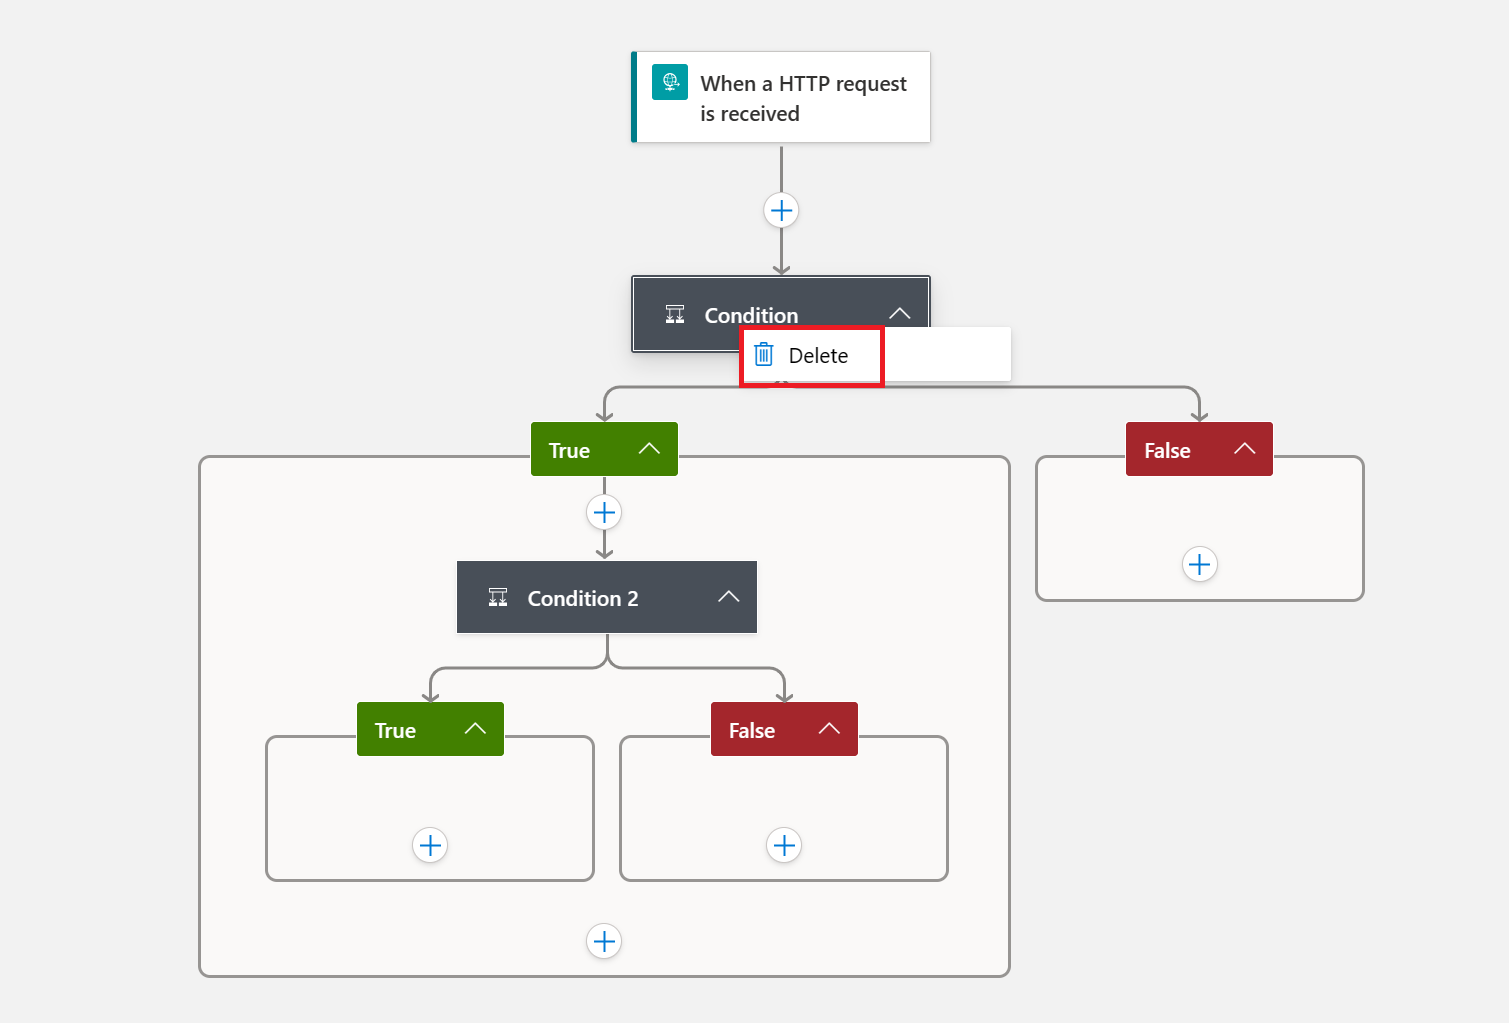 When a HTTP request
is received
Condition
Delete
True
False
Condition 2
True
False